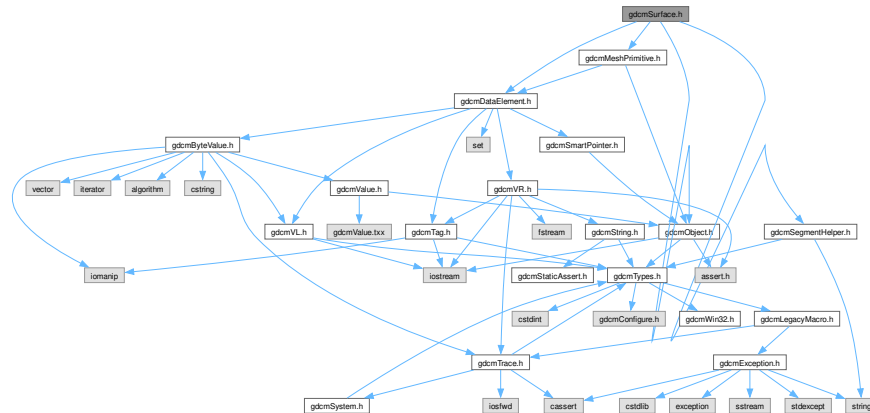 gdcmSurface.h
gdcmMeshPrimitive.h
gdcmDataElement.h
gdcmByteValue.h
set
gdcmSmartPointer.h
vector
iterator
algorithm
cstring
gdcmValue.h
gdcmVR.h
gdcmVL.h
gdcmValue.txx
gdcmTag.h
fstream
gdcmString.h
gdcmObject.h
gdcmSegmentHelper.h
iomanip
iostream
gdcmStaticAssert.h
gdcmTypes.h
assert.h
cstdint
gdcmConfigure.h
gdcmWin32.h
gdcmLegacyMacro.h
gdcmTrace.h
gdcmException.h
gdcmSystem.h
iosfwd
cassert
cstdlib
exception
sstream
stdexcept
string